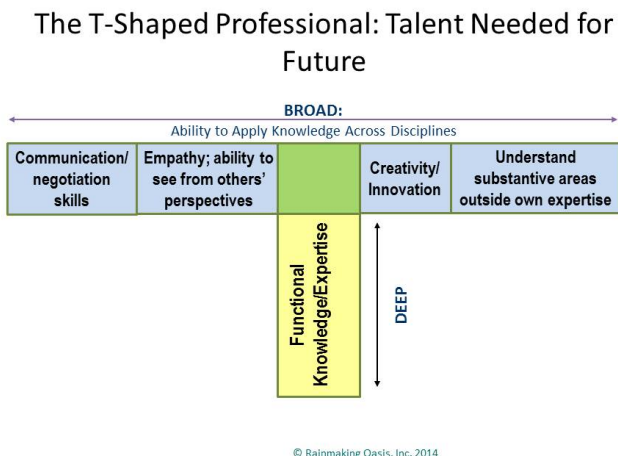 The T-Shaped Professional: Talent Needed for
Future
BROAD:
Ability to Apply Knowledge Across Disciplines
Communication/
negotiation
skills
Empathy; ability to
see from others'
perspectives
Creativity/
Innovation
Understand
substantive areas
outside own expertise
Functional
Knowledge/Expertise
DEEP
© Rainmaking Oasis, Inc. 2014